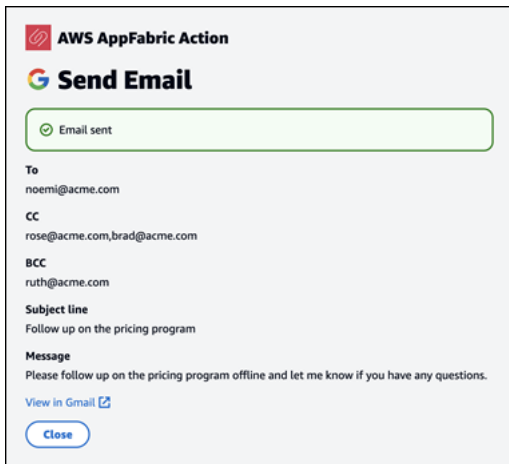 AWS AppFabric Action
Send Email
Email sent
To
noemi@acme.com
CC
rose@acme.com,brad@acme.com
BCC
ruth@acme.com
Subject line
Follow up on the pricing program
Message
Please follow up on the pricing program offline and let me know if you have any questions.
View in Gmail
Close